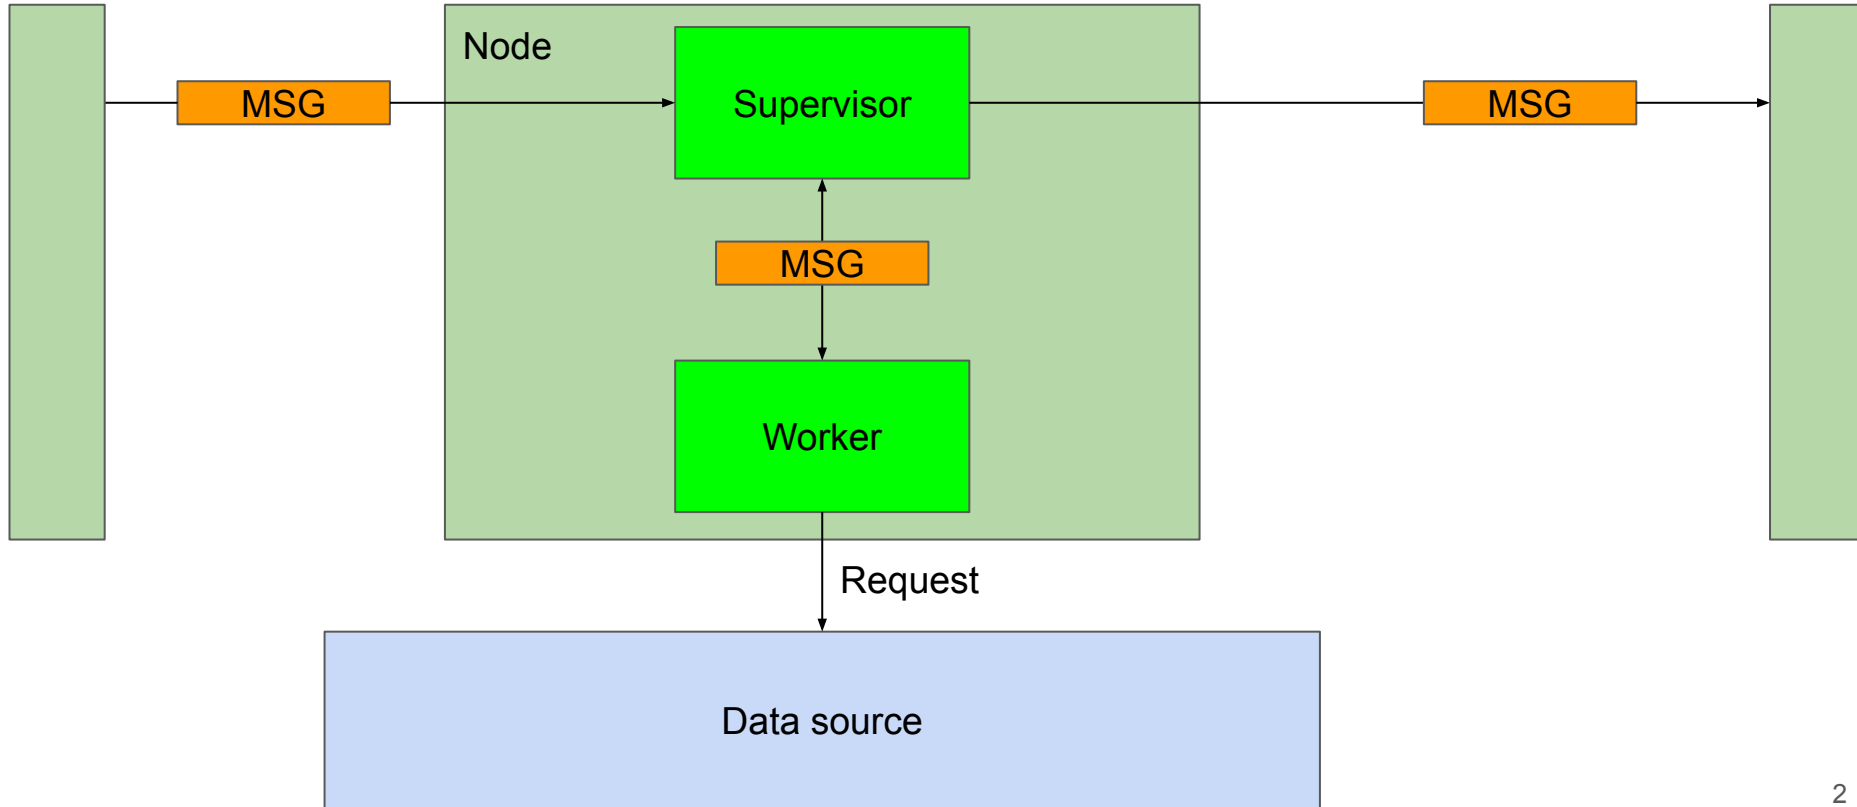 Node
MSG
Supervisor
MSG
MSG
Worker
Request
Data source
2